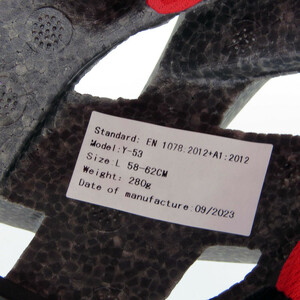 Standard: EN 1078:2012+A1:2012
Model:Y-53
Size:L 58-62CM
Weight: 280g
Date of manufacture:09/2023